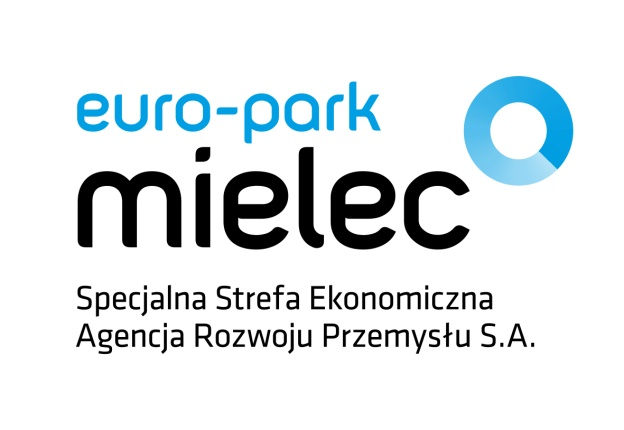 euro-park
mielec
Specjalna Strefa Ekonomiczna
Agencja Rozwoju Przemysłu S.A.